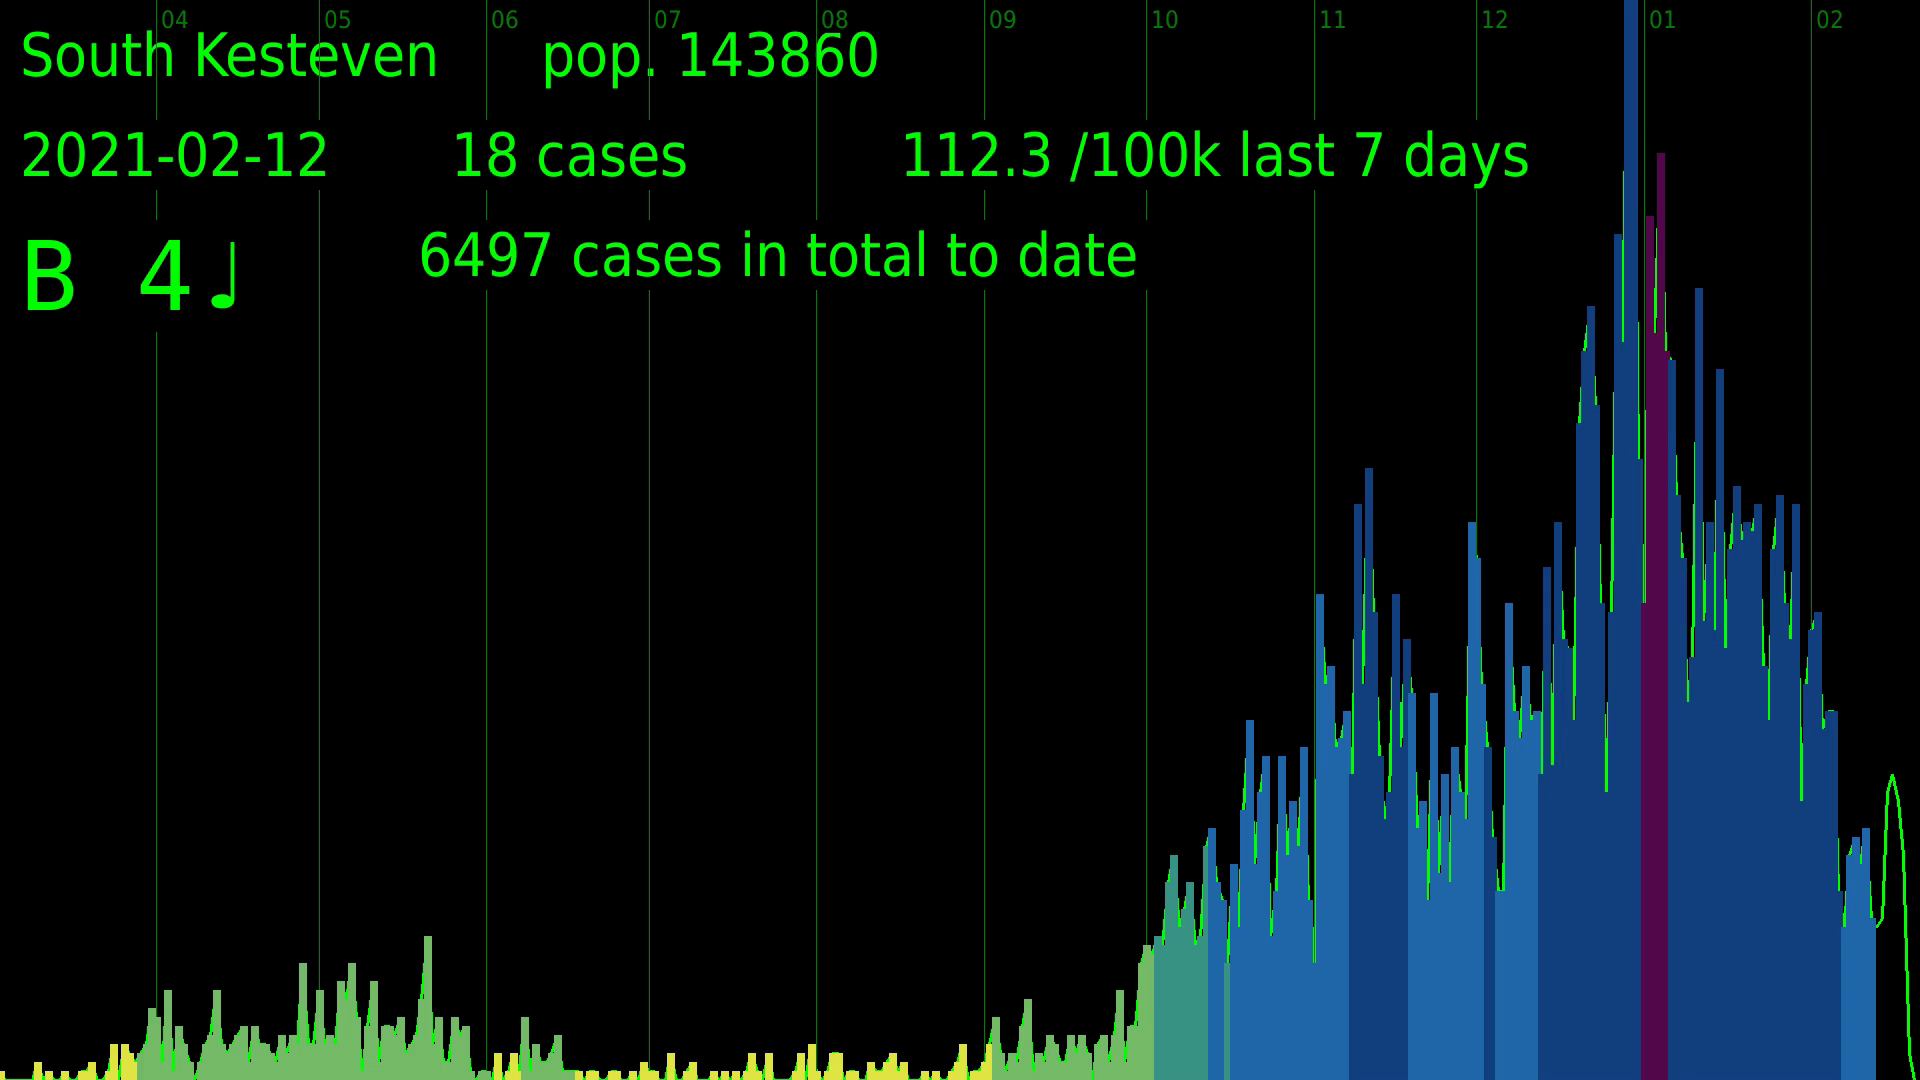 04 05 06 07 08 09 10 11 12 01 02
South Kesteven pop. 143860
2021-02-12 18 cases 112.3 /100k last 7 days
B 4♩ 6497 cases in total to date